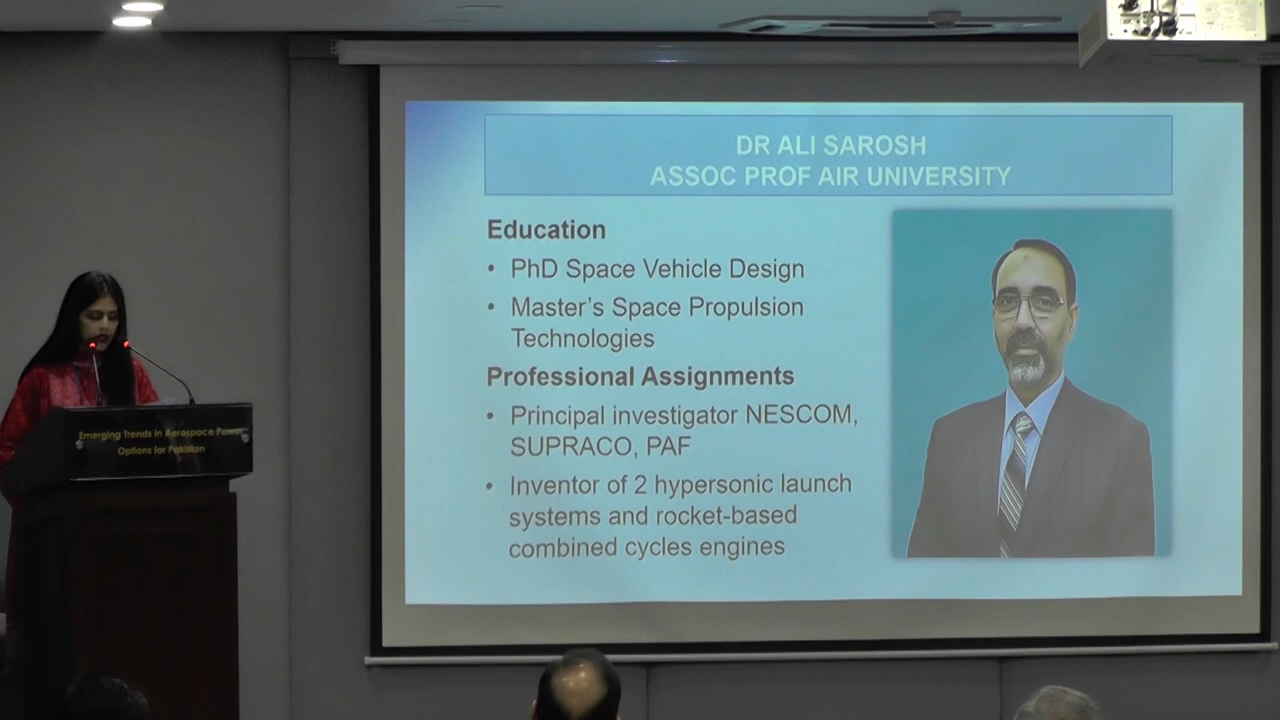 DR ALI SAROSH
ASSOC PROF AIR UNIVERSITY
Education
• PhD Space Vehicle Design
• Master's Space Propulsion
Technologies
Professional Assignments
• Principal investigator NESCOM,
SUPRACO, PAF
• Inventor of 2 hypersonic launch
systems and rocket-based
combined cycles engines
Emerging Trends in Aerospace Power
Options for Pakistan